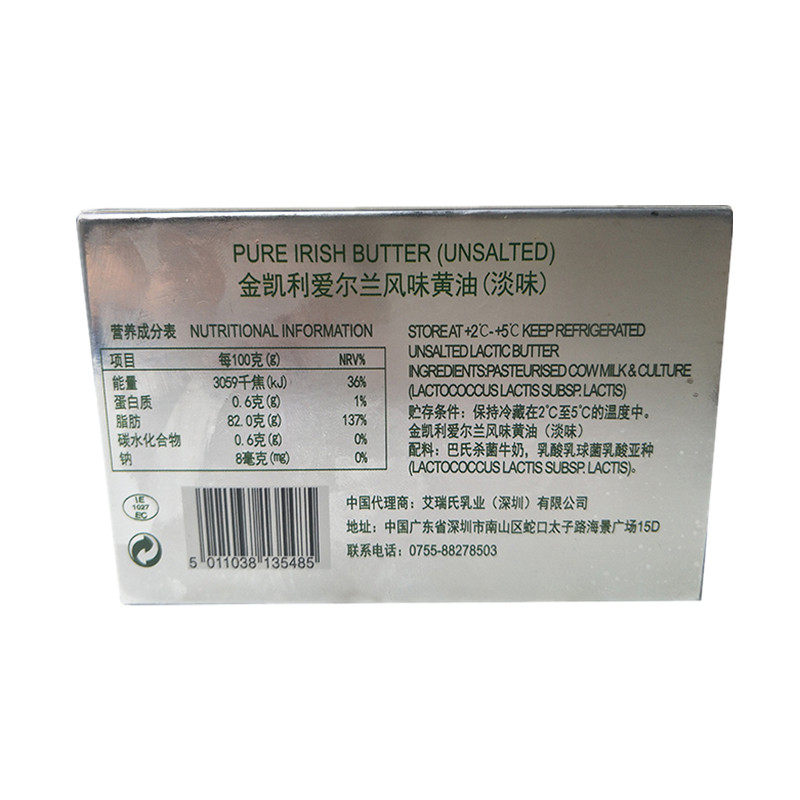 PURE IRISH BUTTER (UNSALTED)
金凯利爱尔兰风味黄油(淡味)
营养成分表 NUTRITIONAL INFORMATION
项目 每100克(g) NRV%
能量 3059千焦(kJ) 36%
蛋白质 0.6克(g) 1%
脂肪 82.0克(g) 137%
碳水化合物 0.6克(g) 0%
钠 8毫克(mg) 0%
STORE AT +2℃- +5℃ KEEP REFRIGERATED
UNSALTED LACTIC BUTTER
INGREDIENTS:PASTEURISED COW MILK & CULTURE
(LACTOCOCCUS LACTIS SUBSP. LACTIS)
贮存条件：保持冷藏在2℃至5℃的温度中。
金凯利爱尔兰风味黄油（淡味）
配料：巴氏杀菌牛奶，乳酸乳球菌乳酸亚种
(LACTOCOCCUS LACTIS SUBSP. LACTIS)。
IE
1027
EC
5 011038 135485
中国代理商：艾瑞氏乳业（深圳）有限公司
地址：中国广东省深圳市南山区蛇口太子路海景广场15D
联系电话：0755-88278503